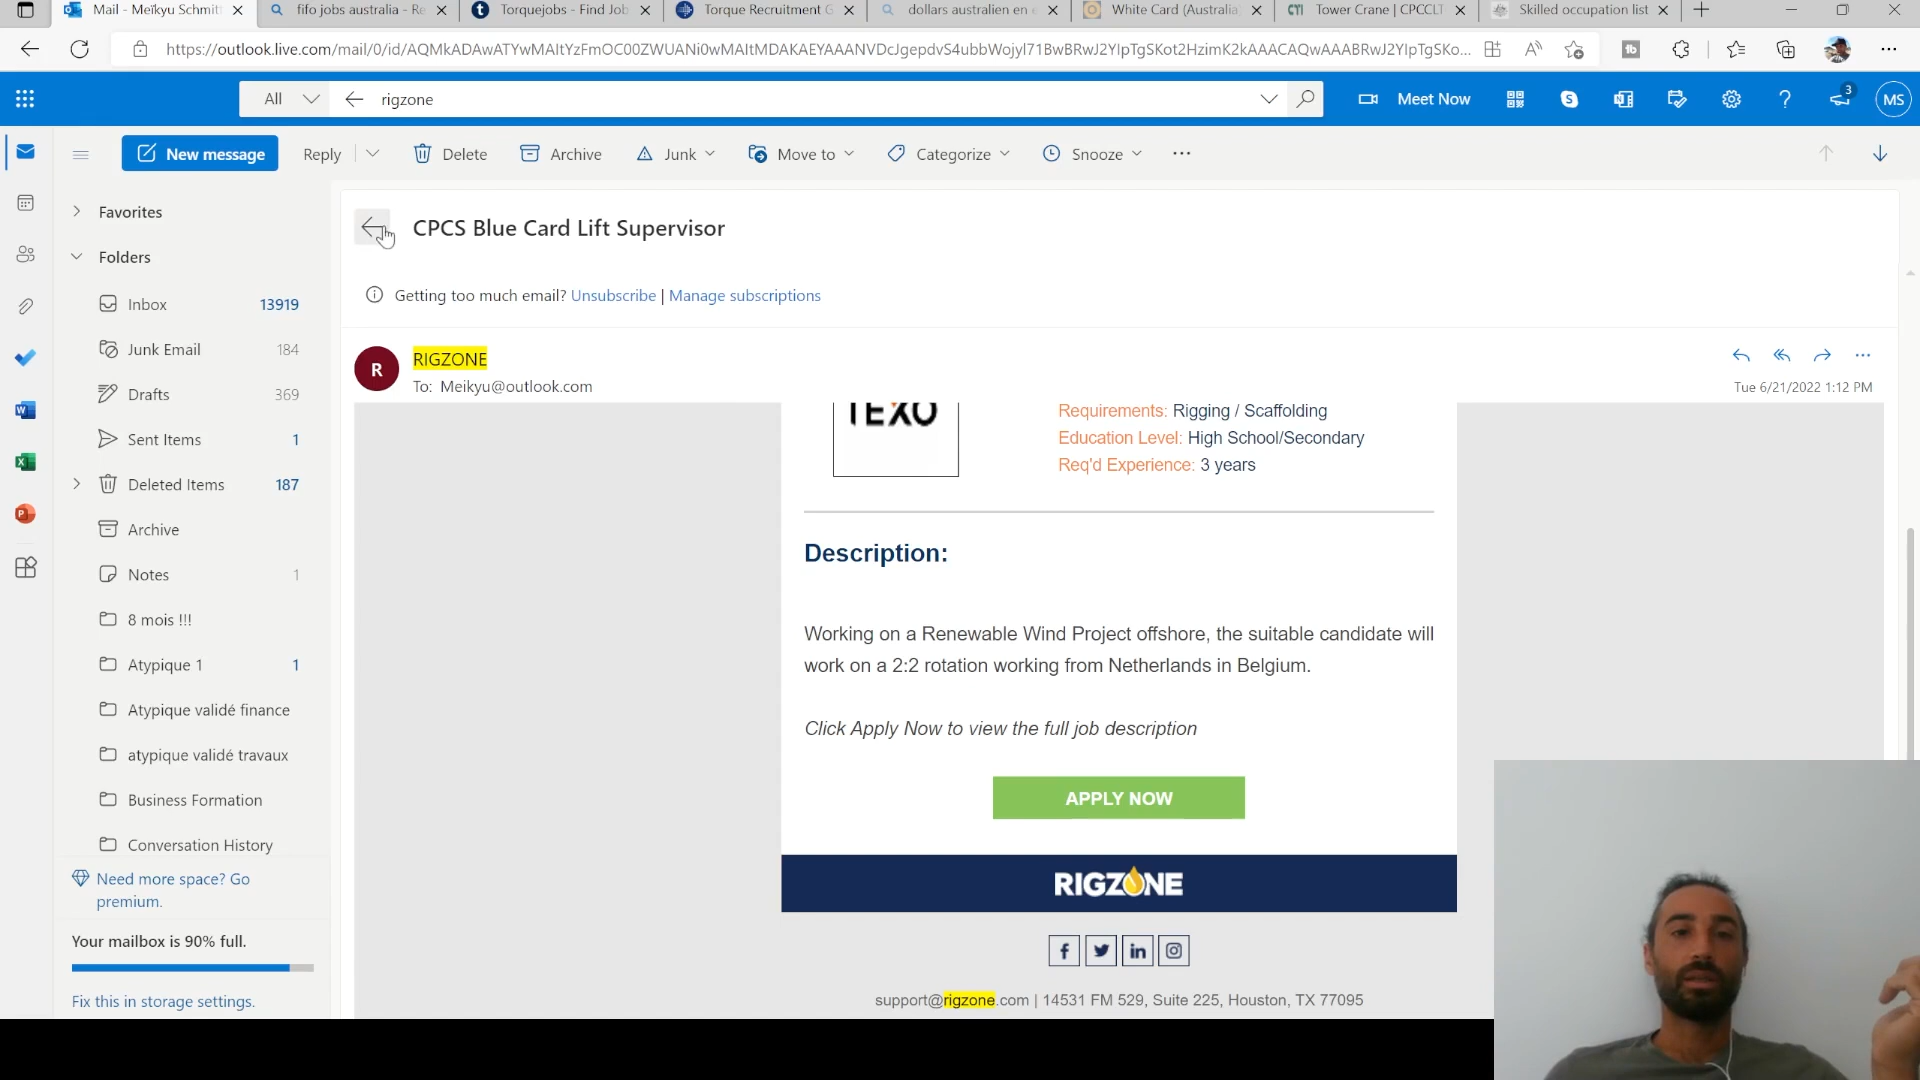 Mail - Meïkyu Schmit
fifo jobs australia - Re
Torquejobs - Find Job
Torque Recruitment G
dollars australien en e
White Card (Australia
Tower Crane | CPCCLT
Skilled occupation list
https://outlook.live.com/mail/0/id/AQMkADAwATYwMAItYzFmOC00ZWUANi0wMAItMDAKAEYAAANVDcJgepdvS4ubbWojyI71BwBRwJ2YIpTgSKot2HzimK2kAAACAQwAAABRwJ2YIpTgSKo...
All
rigzone
Meet Now
3
MS
New message
Reply
Delete
Archive
Junk
Move to
Categorize
Snooze
Favorites
Folders
Inbox 13919
Junk Email 184
Drafts 369
Sent Items 1
Deleted Items 187
Archive
Notes 1
8 mois !!!
Atypique 1 1
Atypique validé finance
atypique validé travaux
Business Formation
Conversation History
Need more space? Go
premium.
Your mailbox is 90% full.
Fix this in storage settings.
CPCS Blue Card Lift Supervisor
Getting too much email? Unsubscribe | Manage subscriptions
R
RIGZONE
To: Meikyu@outlook.com
Tue 6/21/2022 1:12 PM
TEXO
Requirements: Rigging / Scaffolding
Education Level: High School/Secondary
Req'd Experience: 3 years
Description:
Working on a Renewable Wind Project offshore, the suitable candidate will
work on a 2:2 rotation working from Netherlands in Belgium.
Click Apply Now to view the full job description
APPLY NOW
RIGZONE
support@rigzone.com | 14531 FM 529, Suite 225, Houston, TX 77095